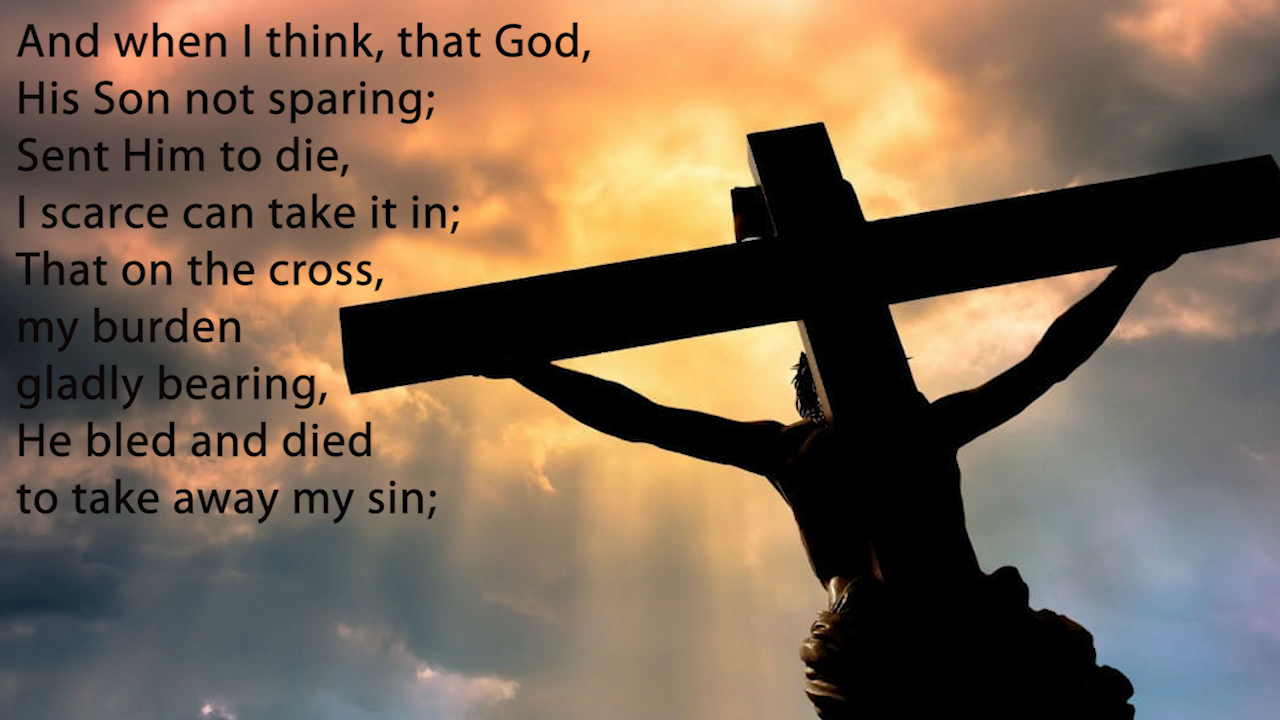 And when I think, that God,
His Son not sparing;
Sent Him to die,
I scarce can take it in;
That on the cross,
my burden
gladly bearing,
He bled and died
to take away my sin;